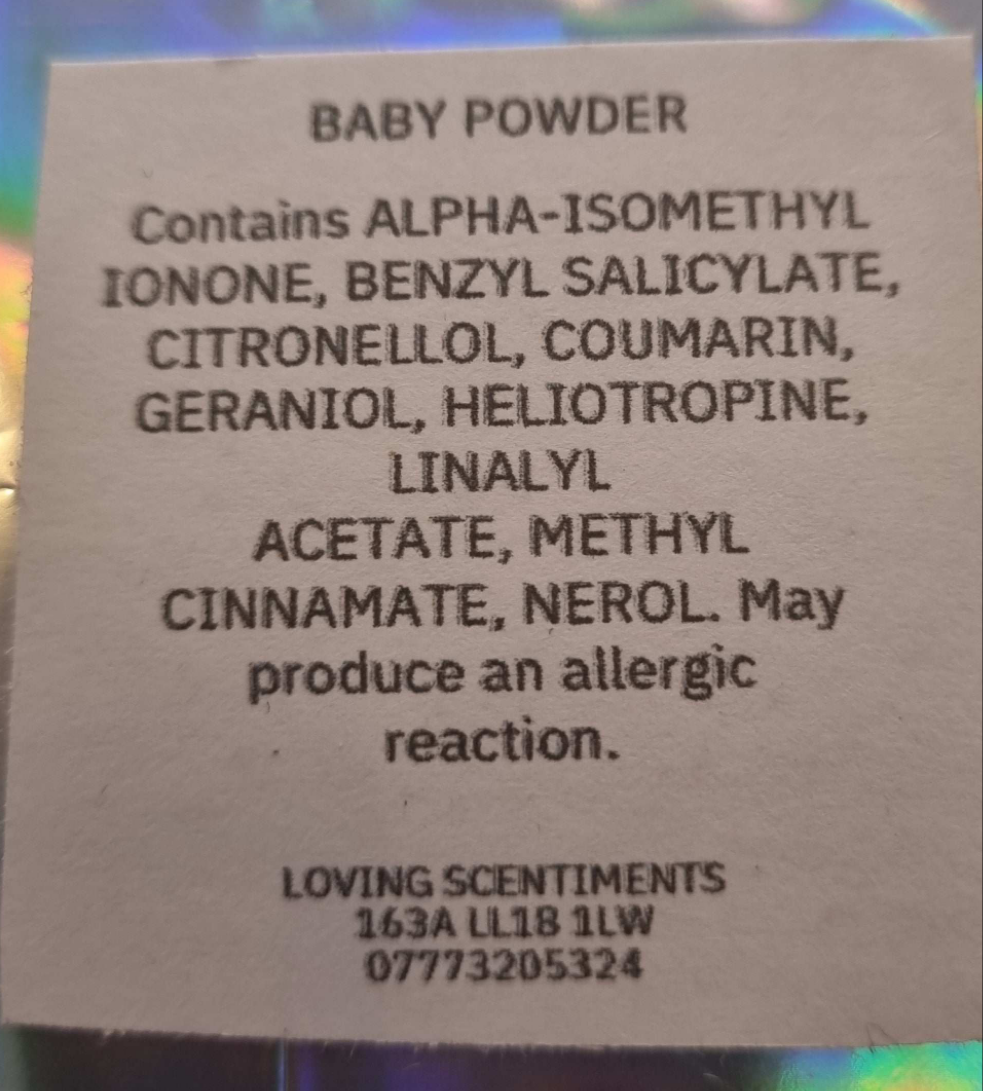 BABY POWDER
Contains ALPHA-ISOMETHYL
IONONE, BENZYL SALICYLATE,
CITRONELLOL, COUMARIN,
GERANIOL, HELIOTROPINE,
LINALYL
ACETATE, METHYL
CINNAMATE, NEROL. May
produce an allergic
reaction.
LOVING SCENTIMENTS
163A LL18 1LW
07773205324